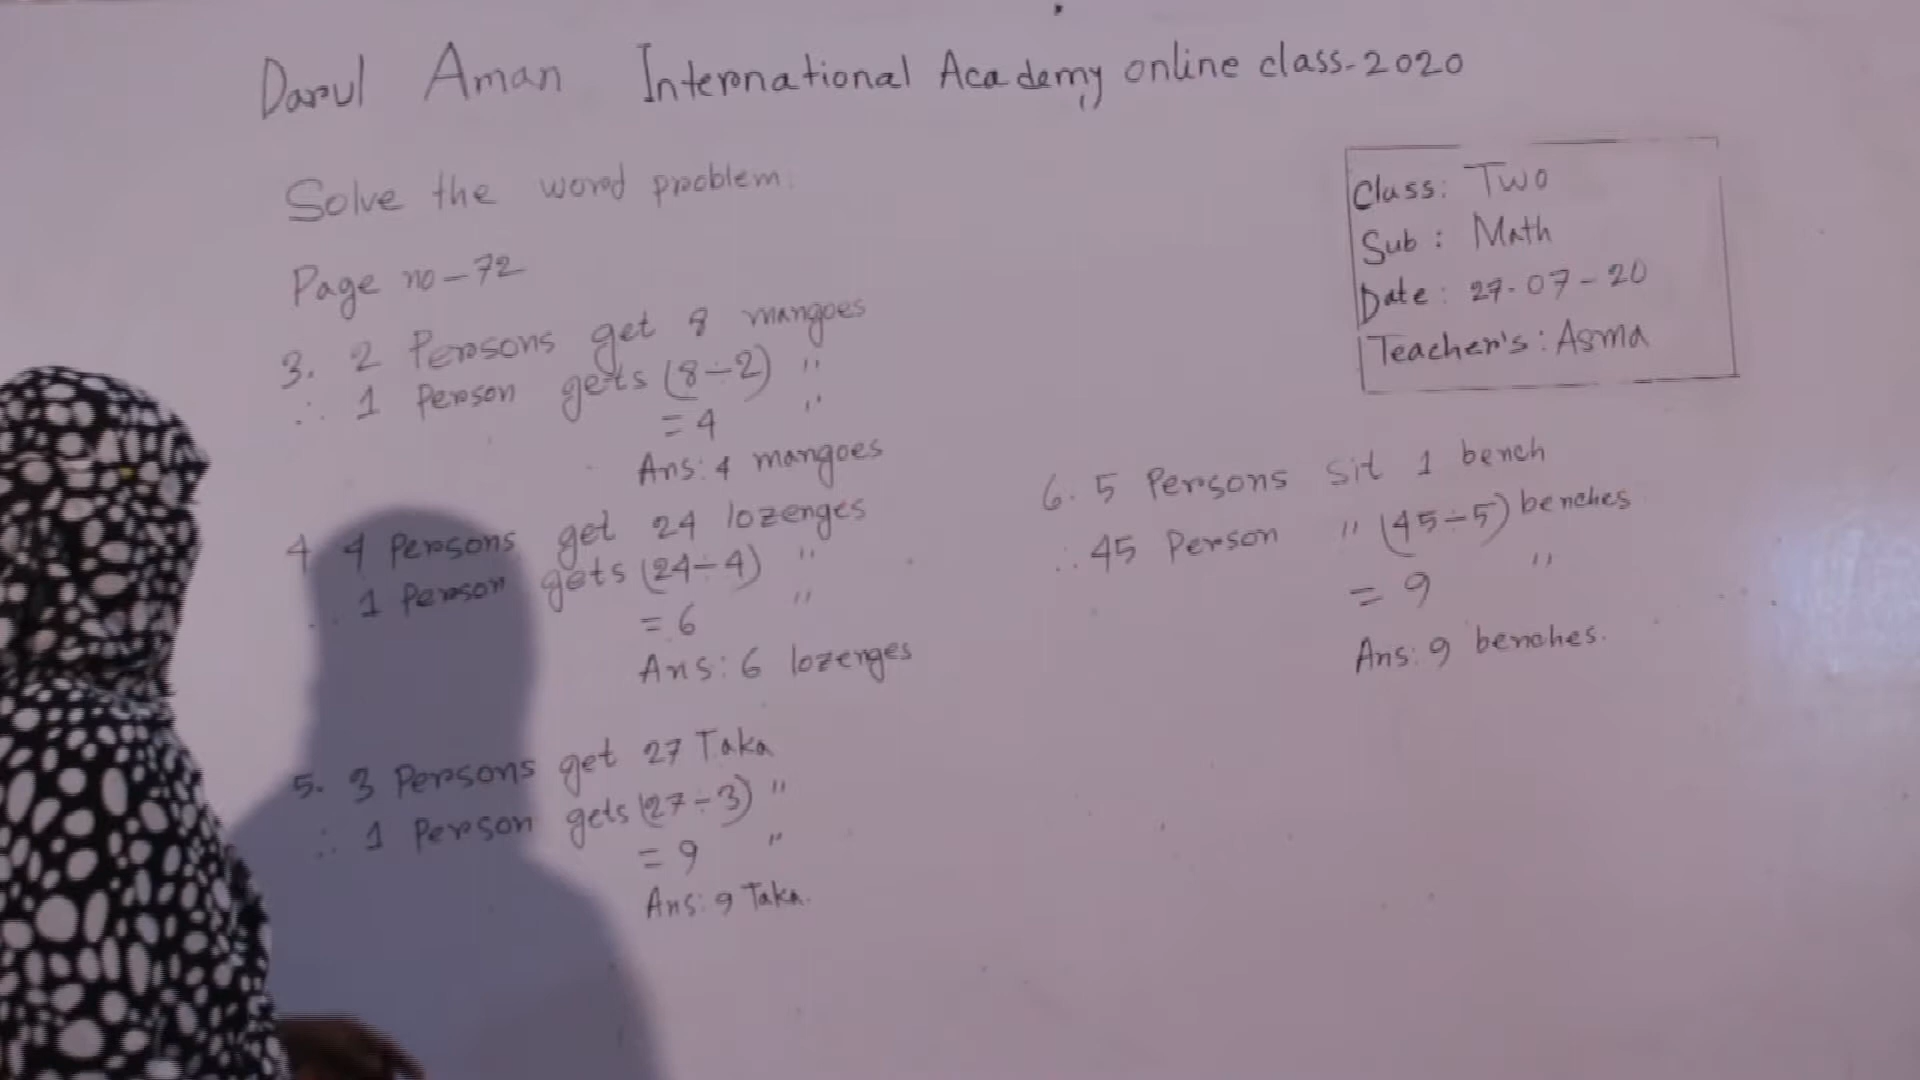 Darul Aman International Academy online class-2020
Solve the word problem.
Page no-72
3. 2 Persons get 8 mangoes
∴ 1 Person gets (8÷2) "
= 4 "
Ans: 4 mangoes
4 4 Persons get 24 lozenges
∴ 1 Person gets (24÷4) "
= 6 "
Ans: 6 lozenges
5. 3 Persons get 27 Taka
∴ 1 Person gets (27÷3) "
= 9 "
Ans: 9 Taka.
Class: Two
Sub: Math
Date: 27-07-20
Teacher's: Asma
6. 5 Persons sit 1 bench
∴ 45 Person " (45÷5) benches
= 9 "
Ans: 9 benches.